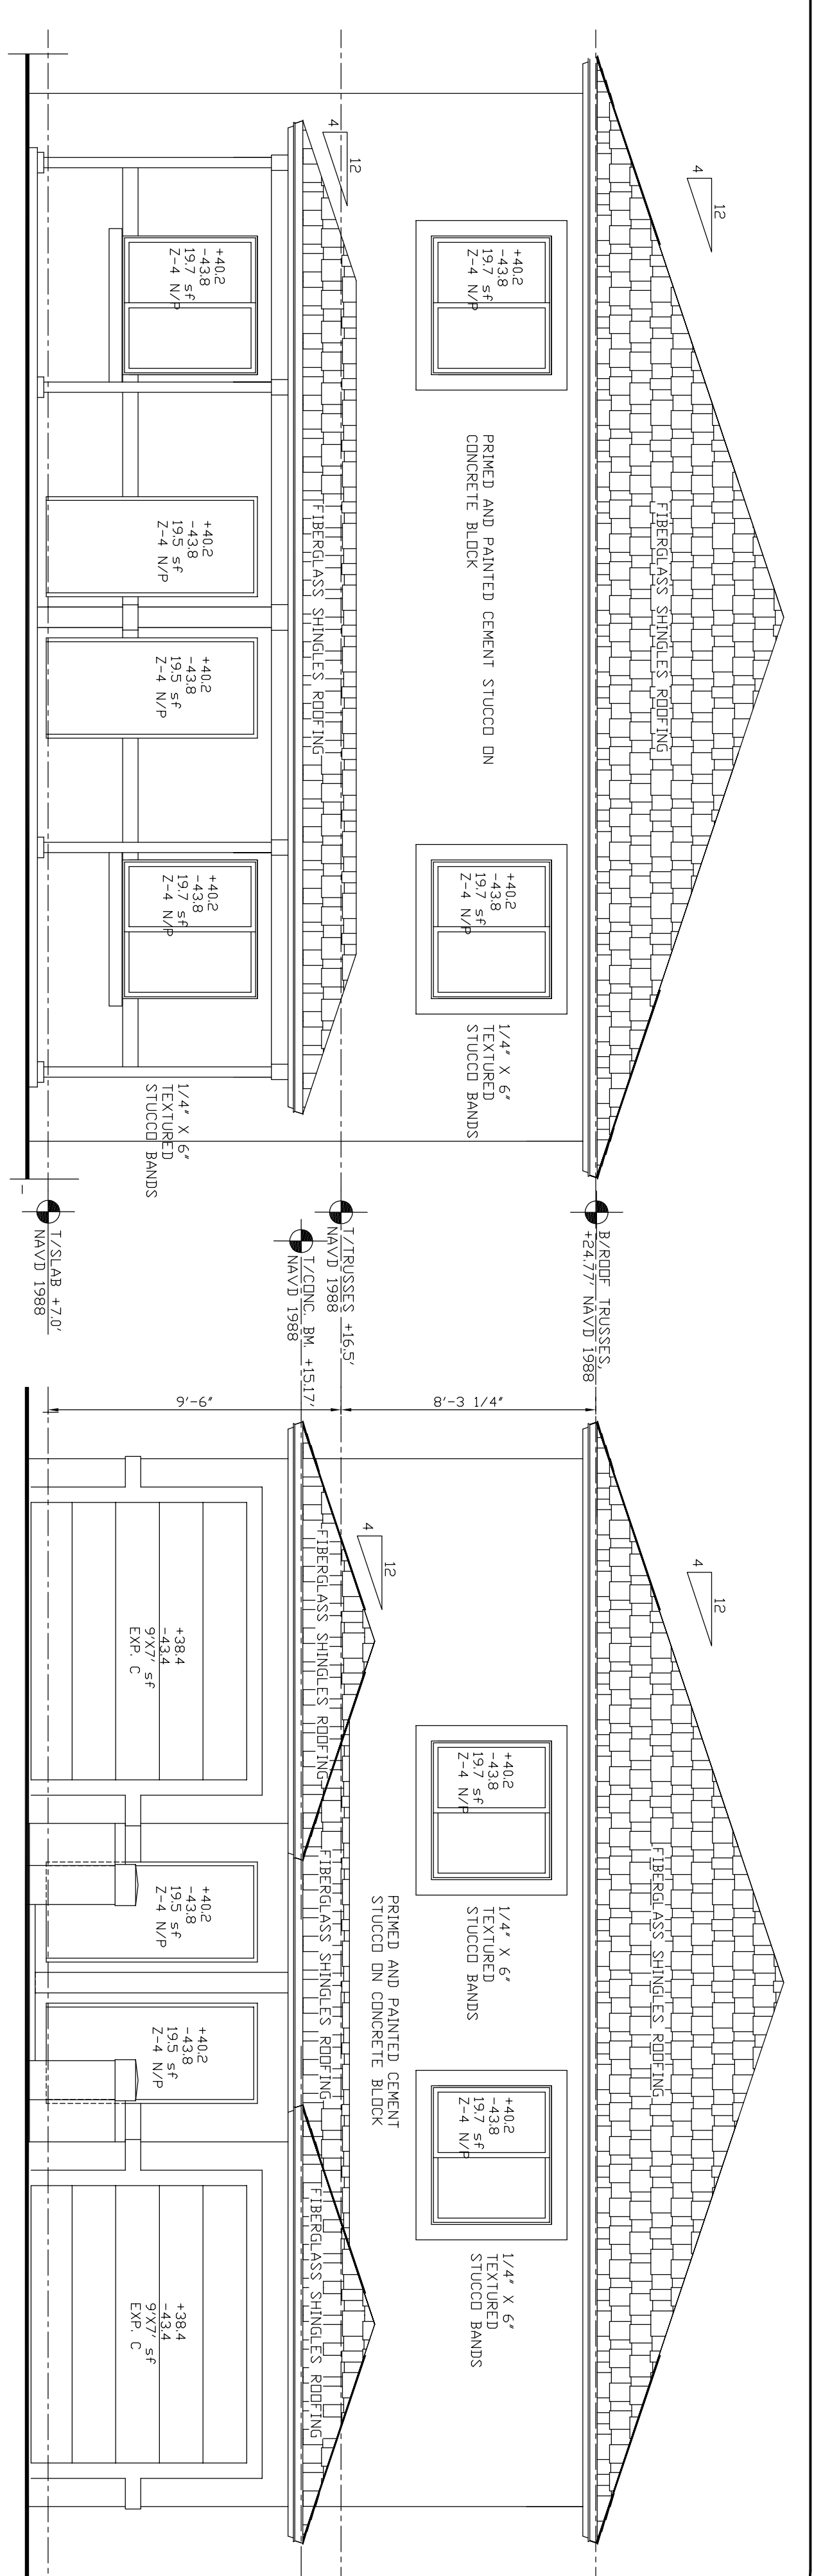 12
4
FIBERGLASS SHINGLES ROOFING
B/ROOF TRUSSES,
+24.77' NAVD 1988
+40.2
-43.8
19.7 sf
Z-4 N/P
PRIMED AND PAINTED CEMENT STUCCO ON
CONCRETE BLOCK
+40.2
-43.8
19.7 sf
Z-4 N/P
1/4" X 6"
TEXTURED
STUCCO BANDS
12
4
FIBERGLASS SHINGLES ROOFING
T/TRUSSES +16.5'
NAVD 1988
T/CONC. BM. +15.17'
NAVD 1988
+40.2
-43.8
19.7 sf
Z-4 N/P
+40.2
-43.8
19.5 sf
Z-4 N/P
+40.2
-43.8
19.5 sf
Z-4 N/P
+40.2
-43.8
19.7 sf
Z-4 N/P
1/4" X 6"
TEXTURED
STUCCO BANDS
T/SLAB +7.0'
NAVD 1988
8'-3 1/4"
9'-6"
12
4
FIBERGLASS SHINGLES ROOFING
+40.2
-43.8
19.7 sf
Z-4 N/P
1/4" X 6"
TEXTURED
STUCCO BANDS
+40.2
-43.8
19.7 sf
Z-4 N/P
1/4" X 6"
TEXTURED
STUCCO BANDS
PRIMED AND PAINTED CEMENT
STUCCO ON CONCRETE BLOCK
12
4
FIBERGLASS SHINGLES ROOFING
FIBERGLASS SHINGLES ROOFING
FIBERGLASS SHINGLES ROOFING
+38.4
-43.4
9'X7' sf
EXP. C
+40.2
-43.8
19.5 sf
Z-4 N/P
+40.2
-43.8
19.5 sf
Z-4 N/P
+38.4
-43.4
9'X7' sf
EXP. C